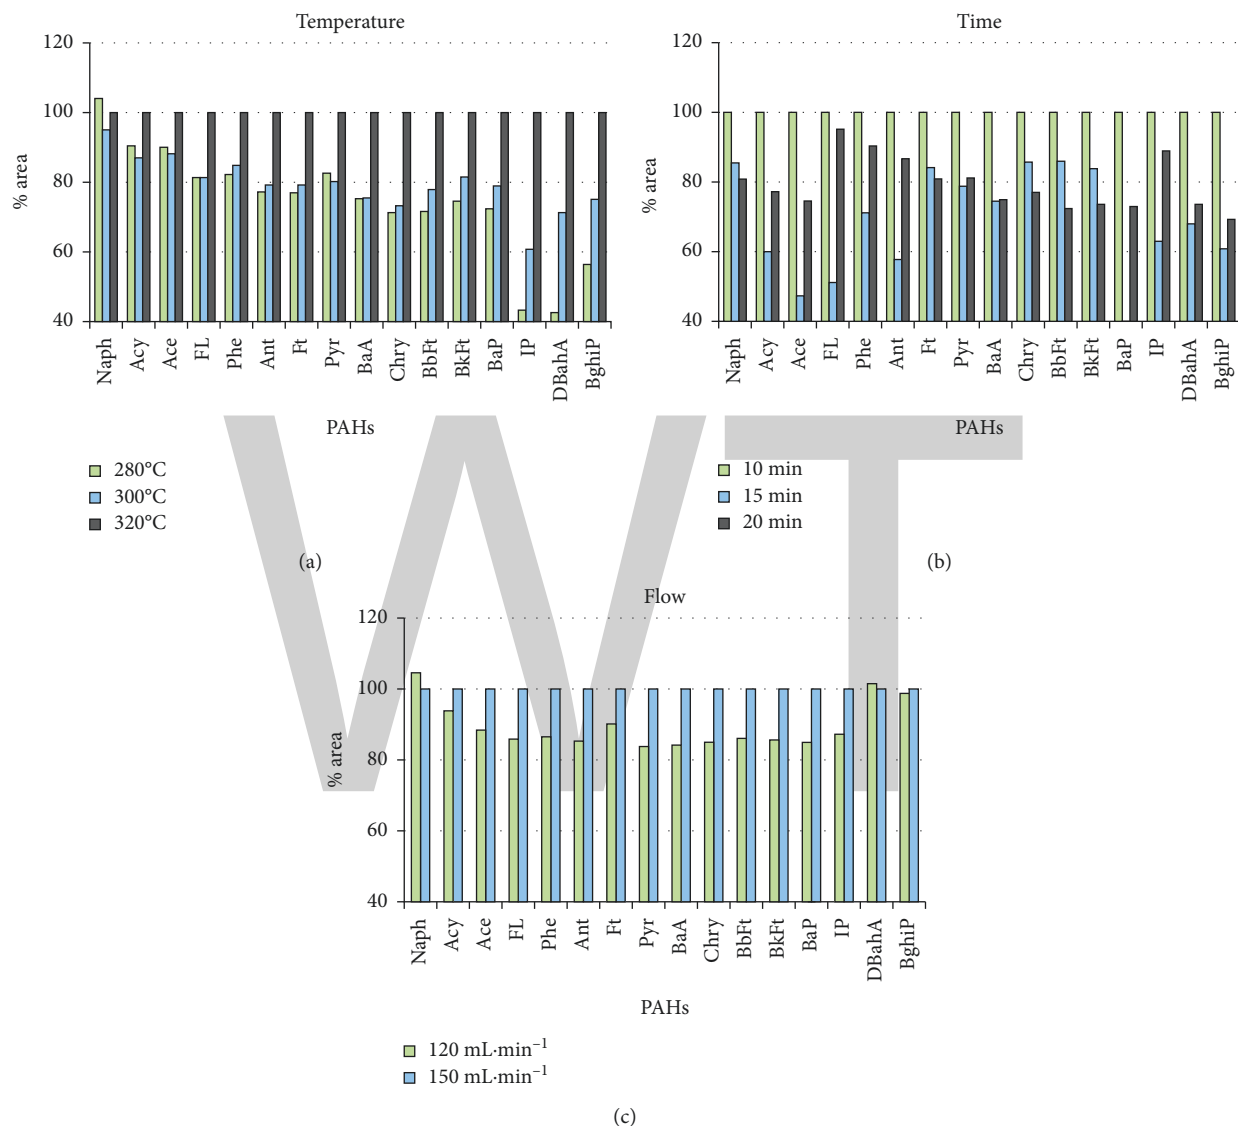 Temperature
120
100
80
60
40
% area
Naph Acy Ace FL Phe Ant Ft Pyr BaA Chry BbFt BkFt BaP IP DBahA BghiP
PAHs
280°C
300°C
320°C
(a)
Time
120
100
80
60
40
% area
Naph Acy Ace FL Phe Ant Ft Pyr BaA Chry BbFt BkFt BaP IP DBahA BghiP
PAHs
10 min
15 min
20 min
(b)
Flow
120
100
80
60
40
% area
Naph Acy Ace FL Phe Ant Ft Pyr BaA Chry BbFt BkFt BaP IP DBahA BghiP
PAHs
120 mL·min⁻¹
150 mL·min⁻¹
(c)
WT